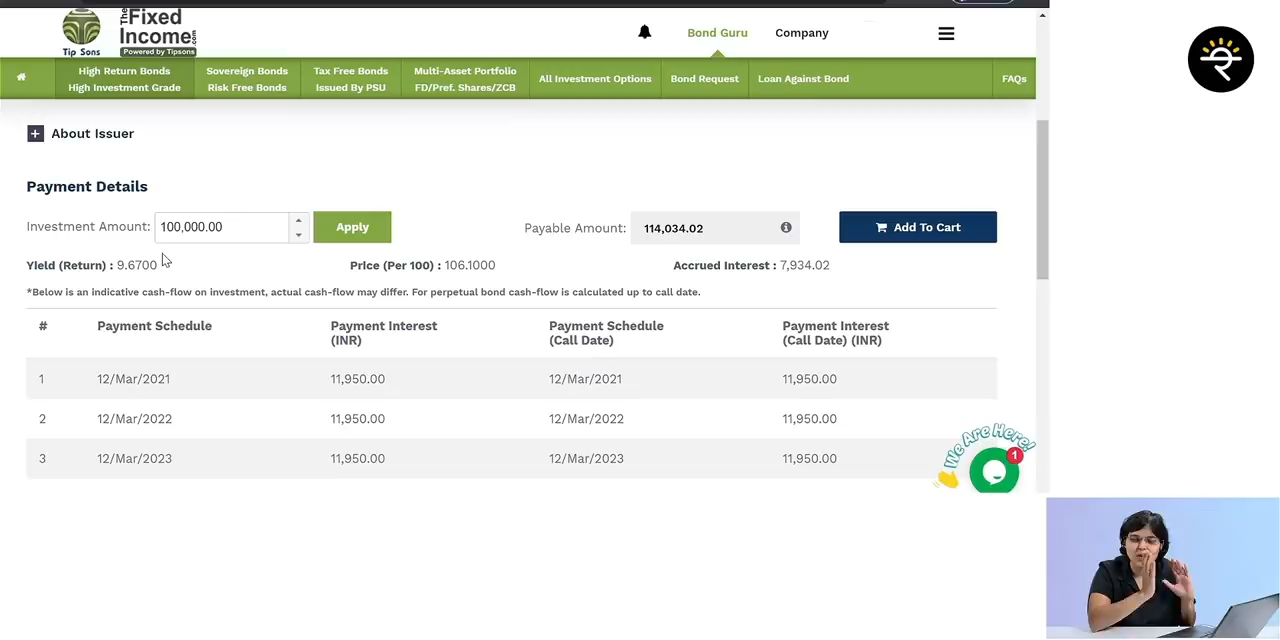 The
Fixed
Income
.com
Tip Sons
Powered by Tipsons
Bond Guru
Company
High Return Bonds
High Investment Grade
Sovereign Bonds
Risk Free Bonds
Tax Free Bonds
Issued By PSU
Multi-Asset Portfolio
FD/Pref. Shares/ZCB
All Investment Options
Bond Request
Loan Against Bond
FAQs
About Issuer
Payment Details
Investment Amount: 100,000.00 Apply Payable Amount: 114,034.02 Add To Cart
Yield (Return) : 9.6700 Price (Per 100) : 106.1000 Accrued Interest : 7,934.02
*Below is an indicative cash-flow on investment, actual cash-flow may differ. For perpetual bond cash-flow is calculated up to call date.
# Payment Schedule Payment Interest Payment Schedule Payment Interest
(INR) (Call Date) (Call Date) (INR)
1 12/Mar/2021 11,950.00 12/Mar/2021 11,950.00
2 12/Mar/2022 11,950.00 12/Mar/2022 11,950.00
3 12/Mar/2023 11,950.00 12/Mar/2023 11,950.00
We Are Here!
1